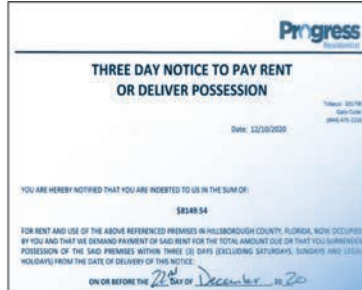 Progress
Residential
THREE DAY NOTICE TO PAY RENT
OR DELIVER POSSESSION
Gate Code
Date: 12/10/2020
YOU ARE HEREBY NOTIFIED THAT YOU ARE INDEBTED TO US IN THE SUM OF:
$8149.54
FOR RENT AND USE OF THE ABOVE REFERENCED PREMISES IN HILLSBOROUGH COUNTY, FLORIDA, NOW OCCUPIED
BY YOU AND THAT WE DEMAND PAYMENT OF SAID RENT FOR THE TOTAL AMOUNT DUE OR THAT YOU SURRENDER
POSSESSION OF THE SAID PREMISES WITHIN THREE (3) DAYS (EXCLUDING SATURDAYS, SUNDAYS AND LEGAL
HOLIDAYS) FROM THE DATE OF DELIVERY OF THIS NOTICE:
ON OR BEFORE THE 22nd DAY OF December 2020